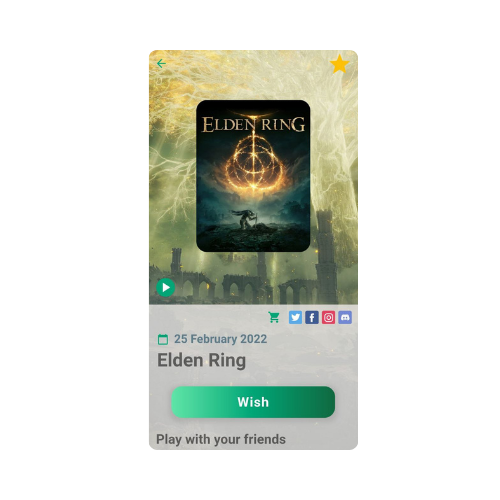 ELDEN RING
25 February 2022
Elden Ring
Wish
Play with your friends